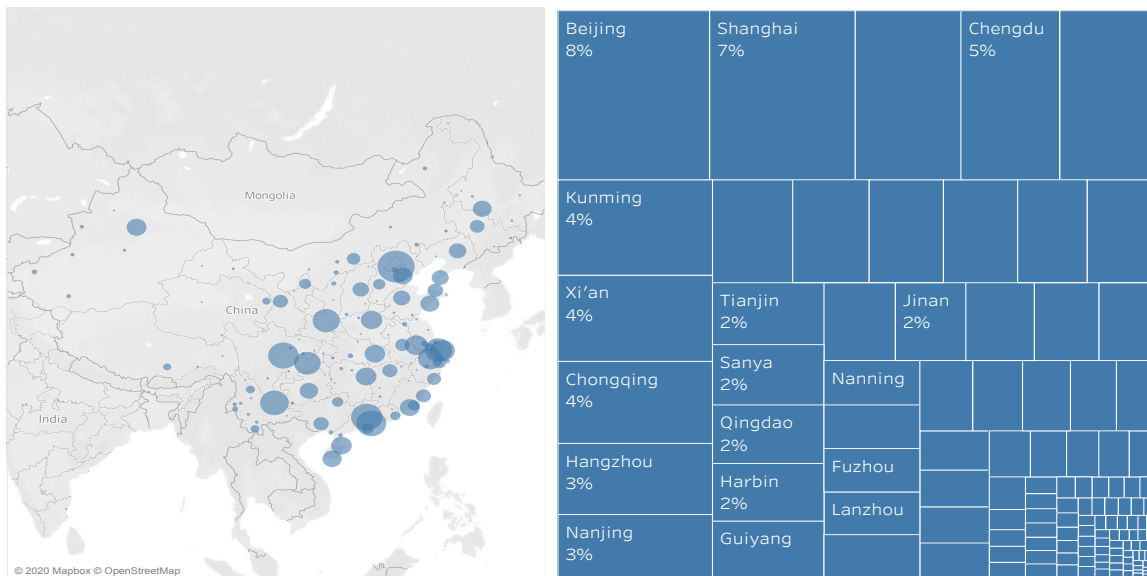 Mongolia
China
India
© 2020 Mapbox © OpenStreetMap
Beijing
8%
Shanghai
7%
Chengdu
5%
Kunming
4%
Xi'an
4%
Chongqing
4%
Hangzhou
3%
Nanjing
3%
Tianjin
2%
Jinan
2%
Sanya
2%
Qingdao
2%
Harbin
2%
Guiyang
Nanning
Fuzhou
Lanzhou